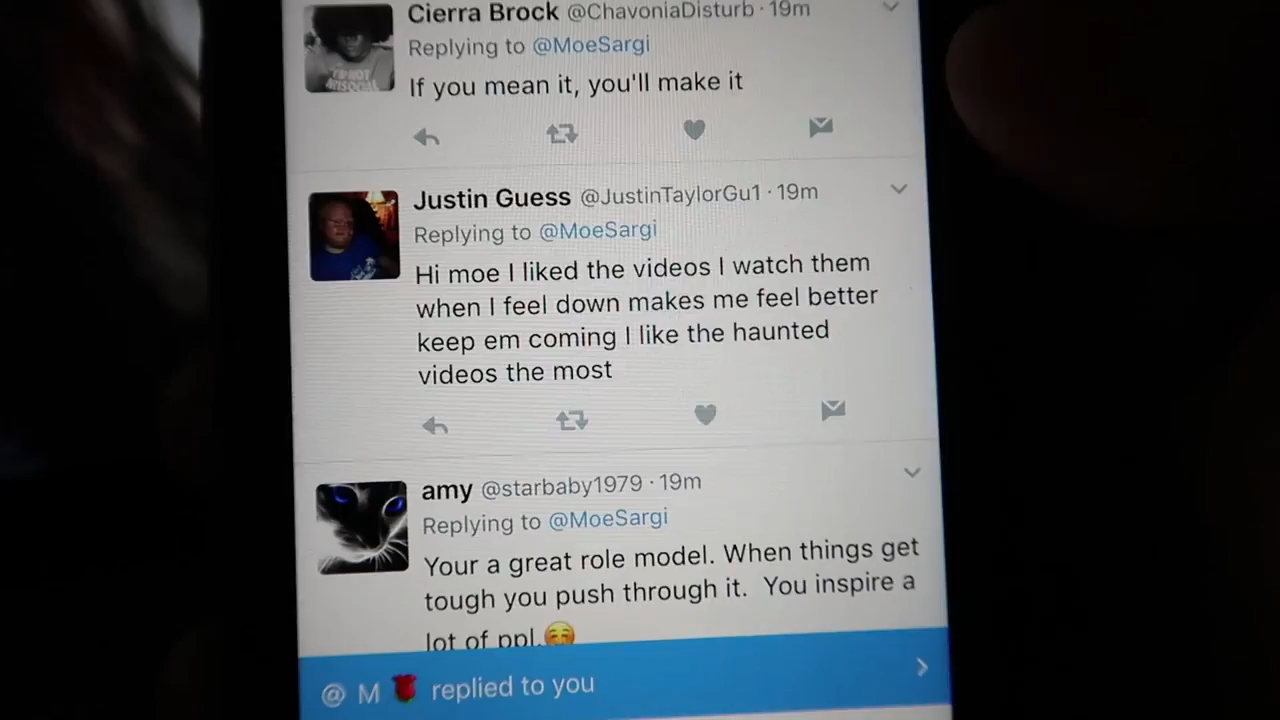 Cierra Brock @ChavoniaDisturb · 19m
Replying to @MoeSargi
If you mean it, you'll make it
I'M NOT
ANTISOCIAL
Justin Guess @JustinTaylorGu1 · 19m
Replying to @MoeSargi
Hi moe I liked the videos I watch them
when I feel down makes me feel better
keep em coming I like the haunted
videos the most
amy @starbaby1979 · 19m
Replying to @MoeSargi
Your a great role model. When things get
tough you push through it. You inspire a
lot of ppl.😊
@ M 🌹 replied to you